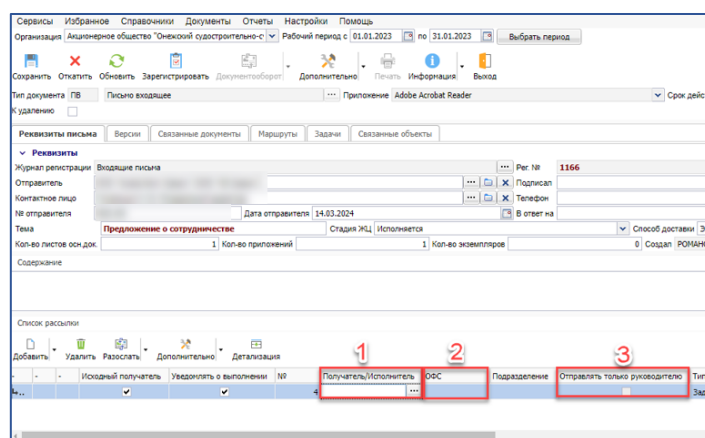 Сервисы Избранное Справочники Документы Отчеты Настройки Помощь
Организация Акционерное общество "Онежский судостроительно-с Рабочий период с 01.01.2023 по 31.01.2023 Выбрать период
Сохранить Откатить Обновить Зарегистрировать Документооборот Дополнительно Печать Информация Выход
Тип документа ПВ Письмо входящее Приложение Adobe Acrobat Reader Срок дейс
К удалению
Реквизиты письма Версии Связанные документы Маршруты Задачи Связанные объекты
Реквизиты
Журнал регистрации Входящие письма Рег. № 1166
Отправитель Подписал
Контактное лицо Телефон
№ отправителя Дата отправителя 14.03.2024 В ответ на
Тема Предложение о сотрудничестве Стадия ЖЦ Исполняется Способ доставки Э
Кол-во листов осн.док. 1 Кол-во приложений 1 Кол-во экземпляров 0 Создал РОМАНО
Содержание
Список рассылки
Добавить Удалить Разослать Дополнительно Детализация
1 2 3
Исходный получатель Уведомлять о выполнении № Получатель/Исполнитель ОФС Подразделение Отправлять только руководителю Тип
4 Зад